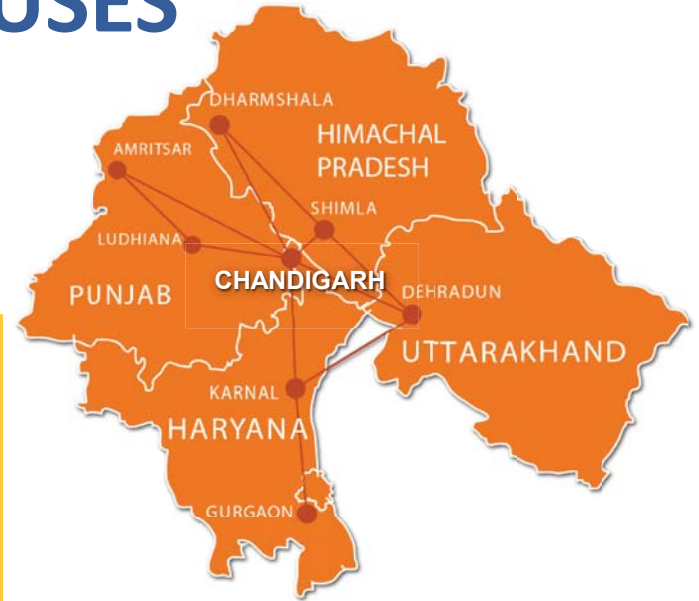 USES
DHARMSHALA
HIMACHAL
PRADESH
AMRITSAR
SHIMLA
LUDHIANA
CHANDIGARH
PUNJAB
DEHRADUN
UTTARAKHAND
KARNAL
HARYANA
GURGAON